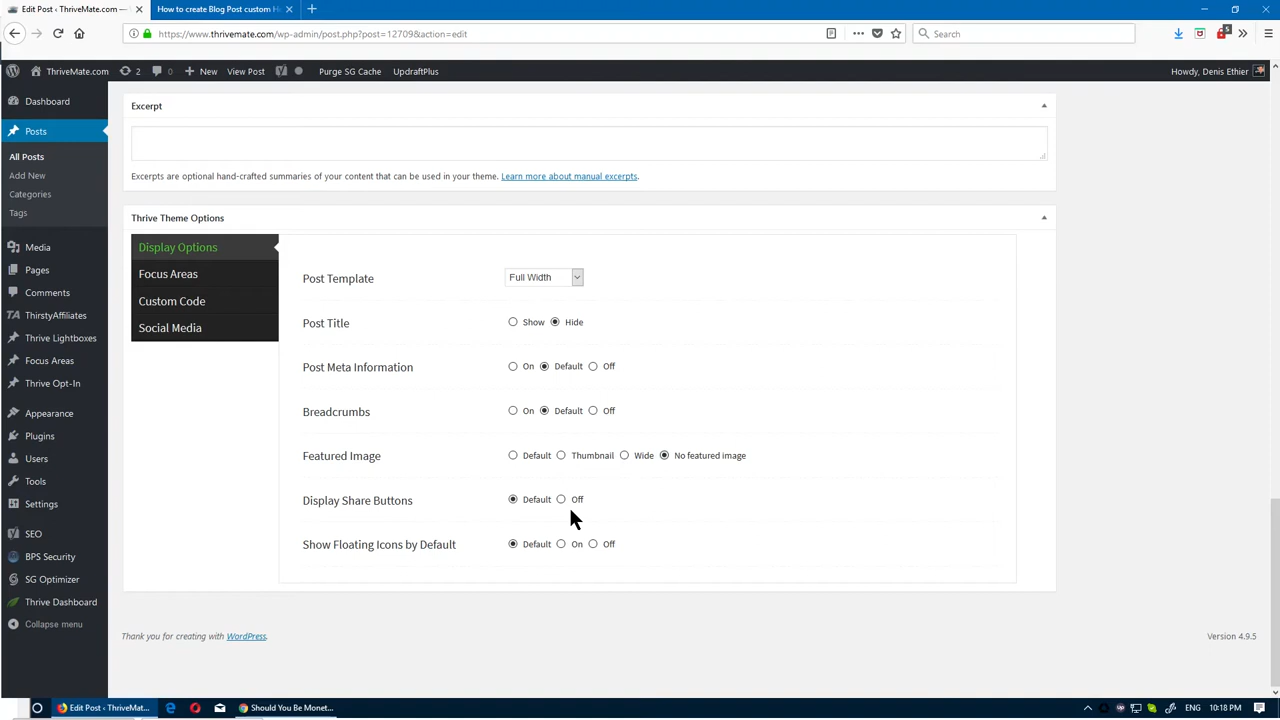 Edit Post ‹ ThriveMate.com —
How to create Blog Post custom H
https://www.thrivemate.com/wp-admin/post.php?post=12709&action=edit
Search
5
ThriveMate.com
2
0
New
View Post
Purge SG Cache
UpdraftPlus
Howdy, Denis Ethier
Dashboard
Posts
All Posts
Add New
Categories
Tags
Media
Pages
Comments
ThirstyAffiliates
Thrive Lightboxes
Focus Areas
Thrive Opt-In
Appearance
Plugins
Users
Tools
Settings
SEO
BPS Security
SG Optimizer
Thrive Dashboard
Collapse menu
Excerpt
Excerpts are optional hand-crafted summaries of your content that can be used in your theme. Learn more about manual excerpts.
Thrive Theme Options
Display Options
Focus Areas
Custom Code
Social Media
Post Template Full Width
Post Title Show Hide
Post Meta Information On Default Off
Breadcrumbs On Default Off
Featured Image Default Thumbnail Wide No featured image
Display Share Buttons Default Off
Show Floating Icons by Default Default On Off
Thank you for creating with WordPress.
Version 4.9.5
Edit Post ‹ ThriveMat...
Should You Be Monet...
ENG
10:18 PM